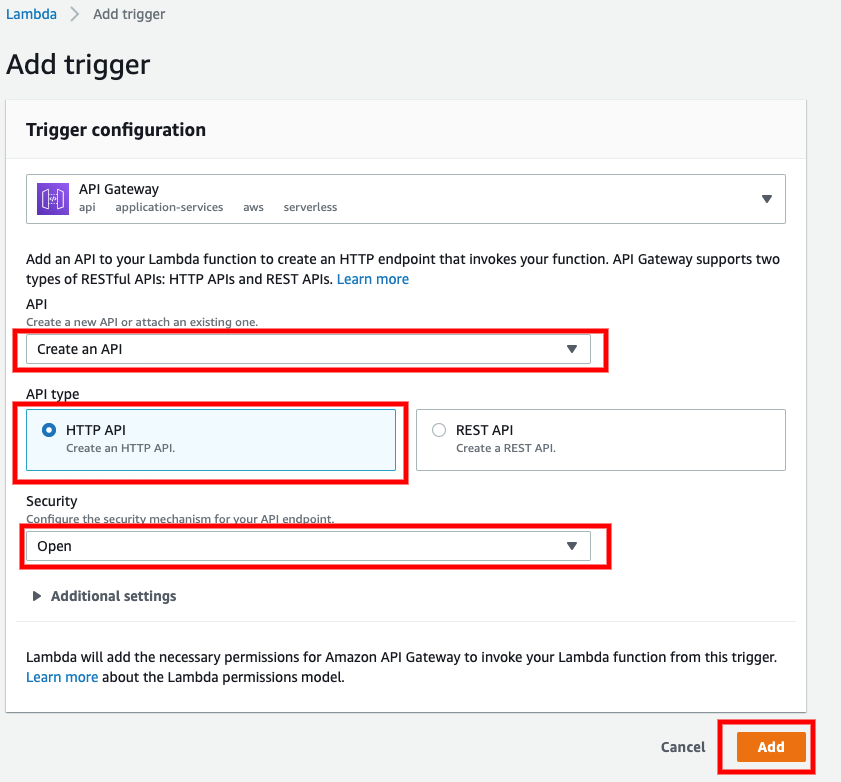 Lambda > Add trigger
Add trigger
Trigger configuration
API Gateway
api application-services aws serverless
Add an API to your Lambda function to create an HTTP endpoint that invokes your function. API Gateway supports two
types of RESTful APIs: HTTP APIs and REST APIs. Learn more
API
Create a new API or attach an existing one.
Create an API
API type
HTTP API
Create an HTTP API.
REST API
Create a REST API.
Security
Configure the security mechanism for your API endpoint.
Open
Additional settings
Lambda will add the necessary permissions for Amazon API Gateway to invoke your Lambda function from this trigger.
Learn more about the Lambda permissions model.
Cancel Add